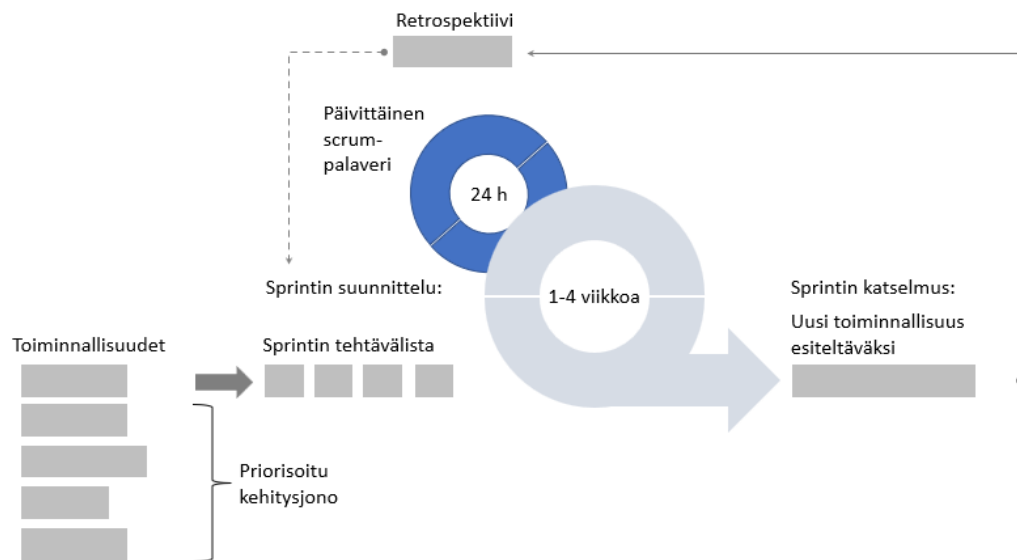 Retrospektiivi
Päivittäinen
scrum-
palaveri
24 h
Sprintin suunnittelu:
1-4 viikkoa
Sprintin katselmus:
Uusi toiminnallisuus
esiteltäväksi
Toiminnallisuudet
Sprintin tehtävälista
Priorisoitu
kehitysjono